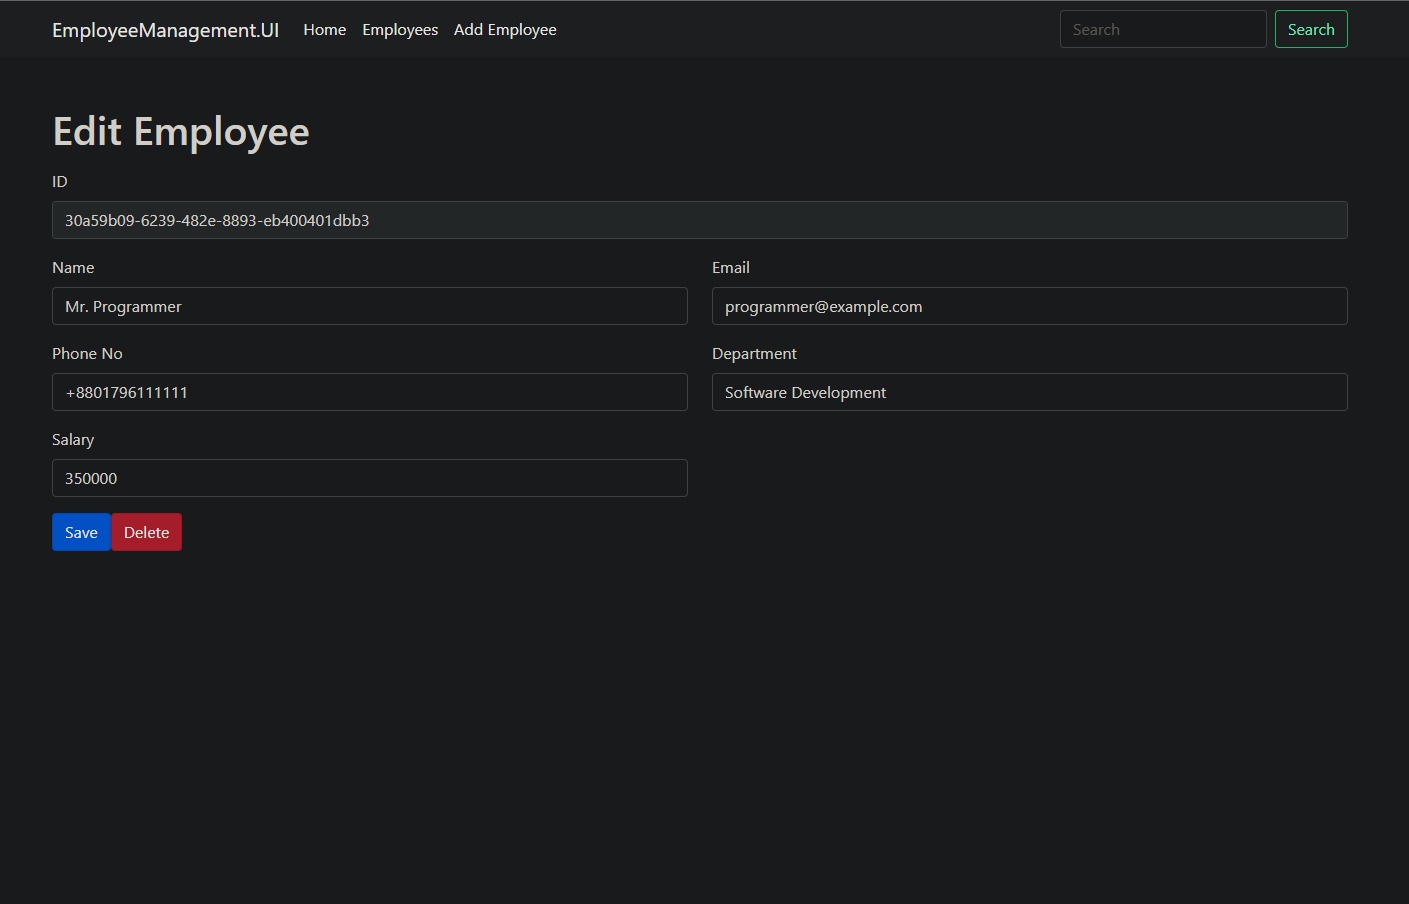 EmployeeManagement.UI Home Employees Add Employee Search Search
Edit Employee
ID
30a59b09-6239-482e-8893-eb400401dbb3
Name Email
Mr. Programmer programmer@example.com
Phone No Department
+8801796111111 Software Development
Salary
350000
Save Delete